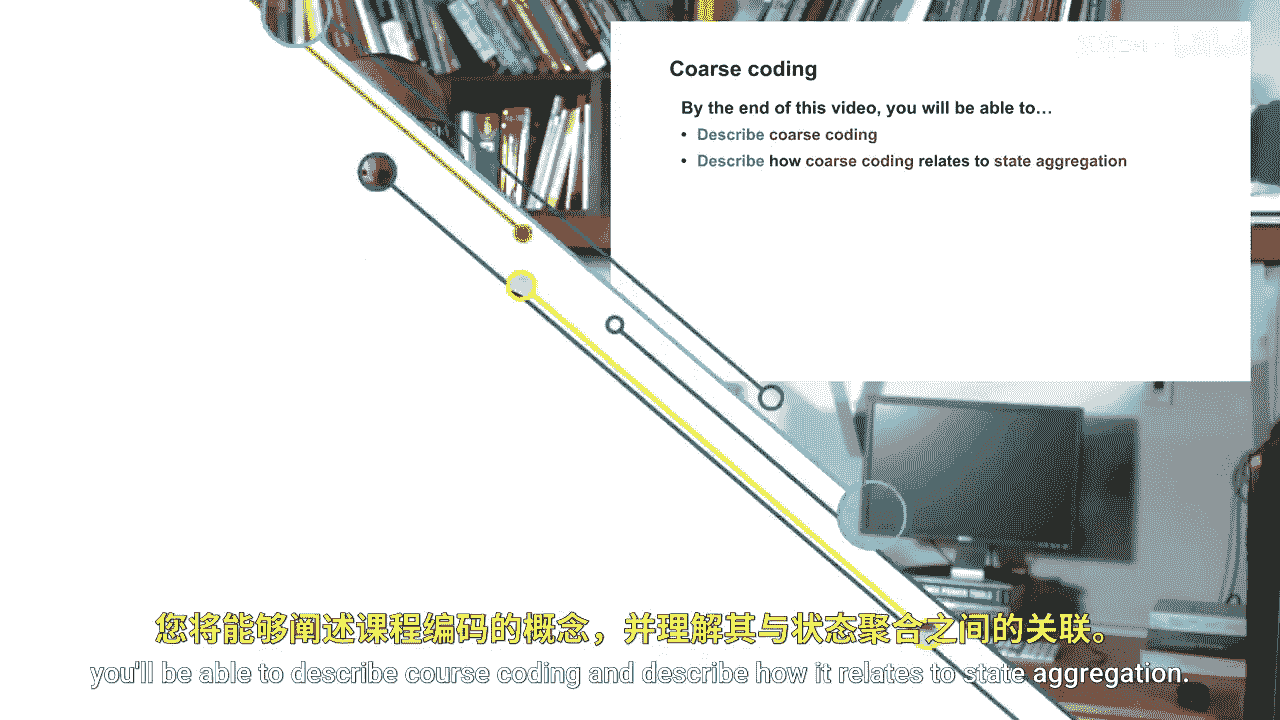 Coarse coding
By the end of this video, you will be able to…
• Describe coarse coding
• Describe how coarse coding relates to state aggregation
您将能够阐述课程编码的概念，并理解其与状态聚合之间的关联。
you'll be able to describe course coding and describe how it relates to state aggregation.